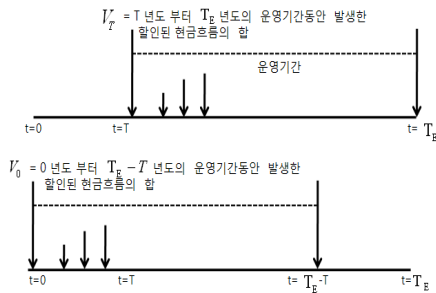 V_T = T 년도 부터 T_E 년도의 운영기간동안 발생한
할인된 현금흐름의 합
운영기간
t=0 t=T t= T_E
V_0 = 0 년도 부터 T_E − T 년도의 운영기간동안 발생한
할인된 현금흐름의 합
t=0 t=T t= T_E-T t=T_E